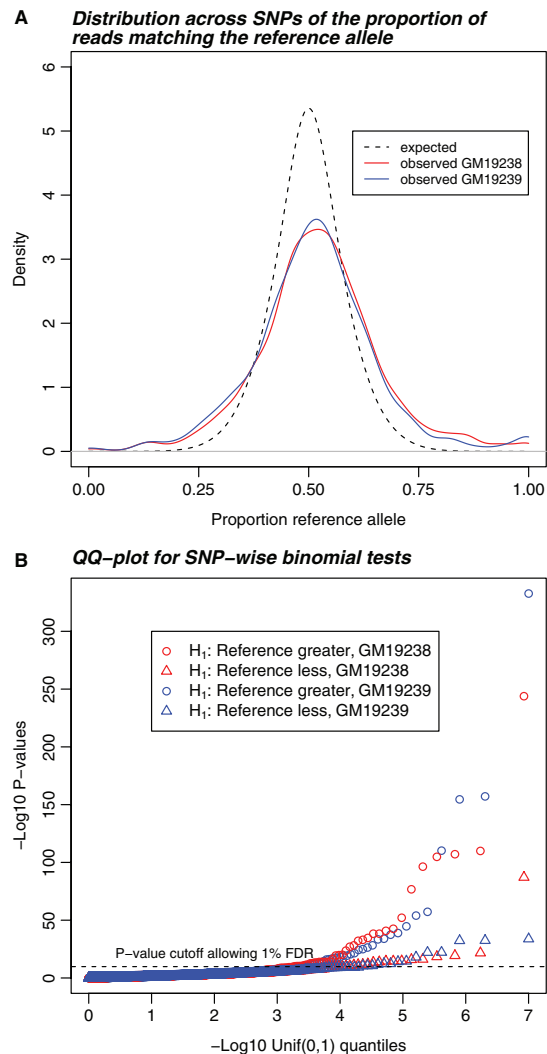 A
Distribution across SNPs of the proportion of
reads matching the reference allele
6
5
4
3
2
1
0
Density
expected
observed GM19238
observed GM19239
0.00 0.25 0.50 0.75 1.00
Proportion reference allele
B
QQ−plot for SNP−wise binomial tests
300
250
200
150
100
50
0
−Log10 P−values
H1: Reference greater, GM19238
H1: Reference less, GM19238
H1: Reference greater, GM19239
H1: Reference less, GM19239
P−value cutoff allowing 1% FDR
0 1 2 3 4 5 6 7
−Log10 Unif(0,1) quantiles